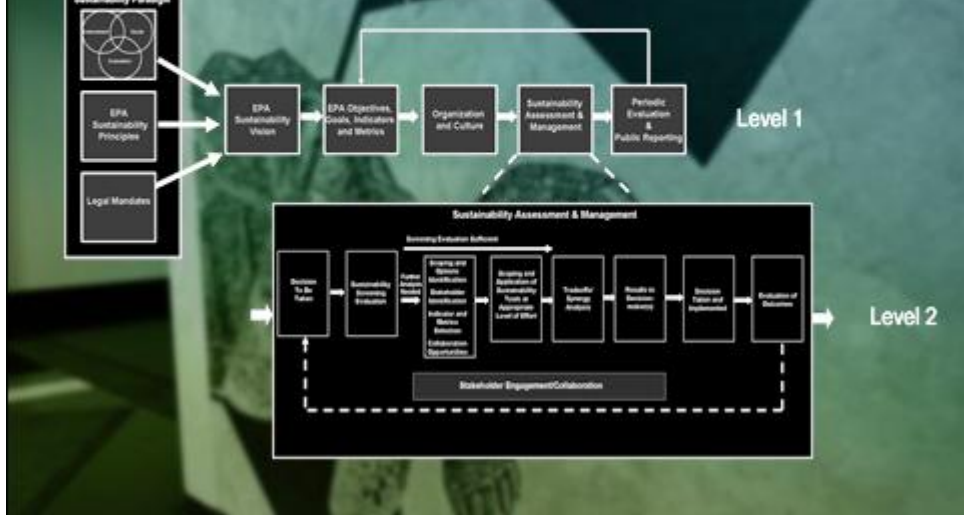 Sustainability Paradigm
EPA
Sustainability
Principles
Legal Mandates
EPA
Sustainability
Vision
EPA Objectives,
Goals, Indicators
and Metrics
Organization
and Culture
Sustainability
Assessment &
Management
Periodic
Evaluation
&
Public Reporting
Level 1
Sustainability Assessment & Management
Screening Evaluation Sufficient
Decision
To Be
Taken
Sustainability
Screening
Evaluation
Further
Analysis
Needed
Scoping and
Options
Identification
Stakeholder
Identification
Indicator and
Metrics
Selection
Collaboration
Opportunities
Scoping and
Application of
Sustainability
Tools at
Appropriate
Level of Effort
Tradeoff/
Synergy
Analysis
Results to
Decision-
maker(s)
Decision
Taken and
Implemented
Evaluation of
Outcomes
Level 2
Stakeholder Engagement/Collaboration